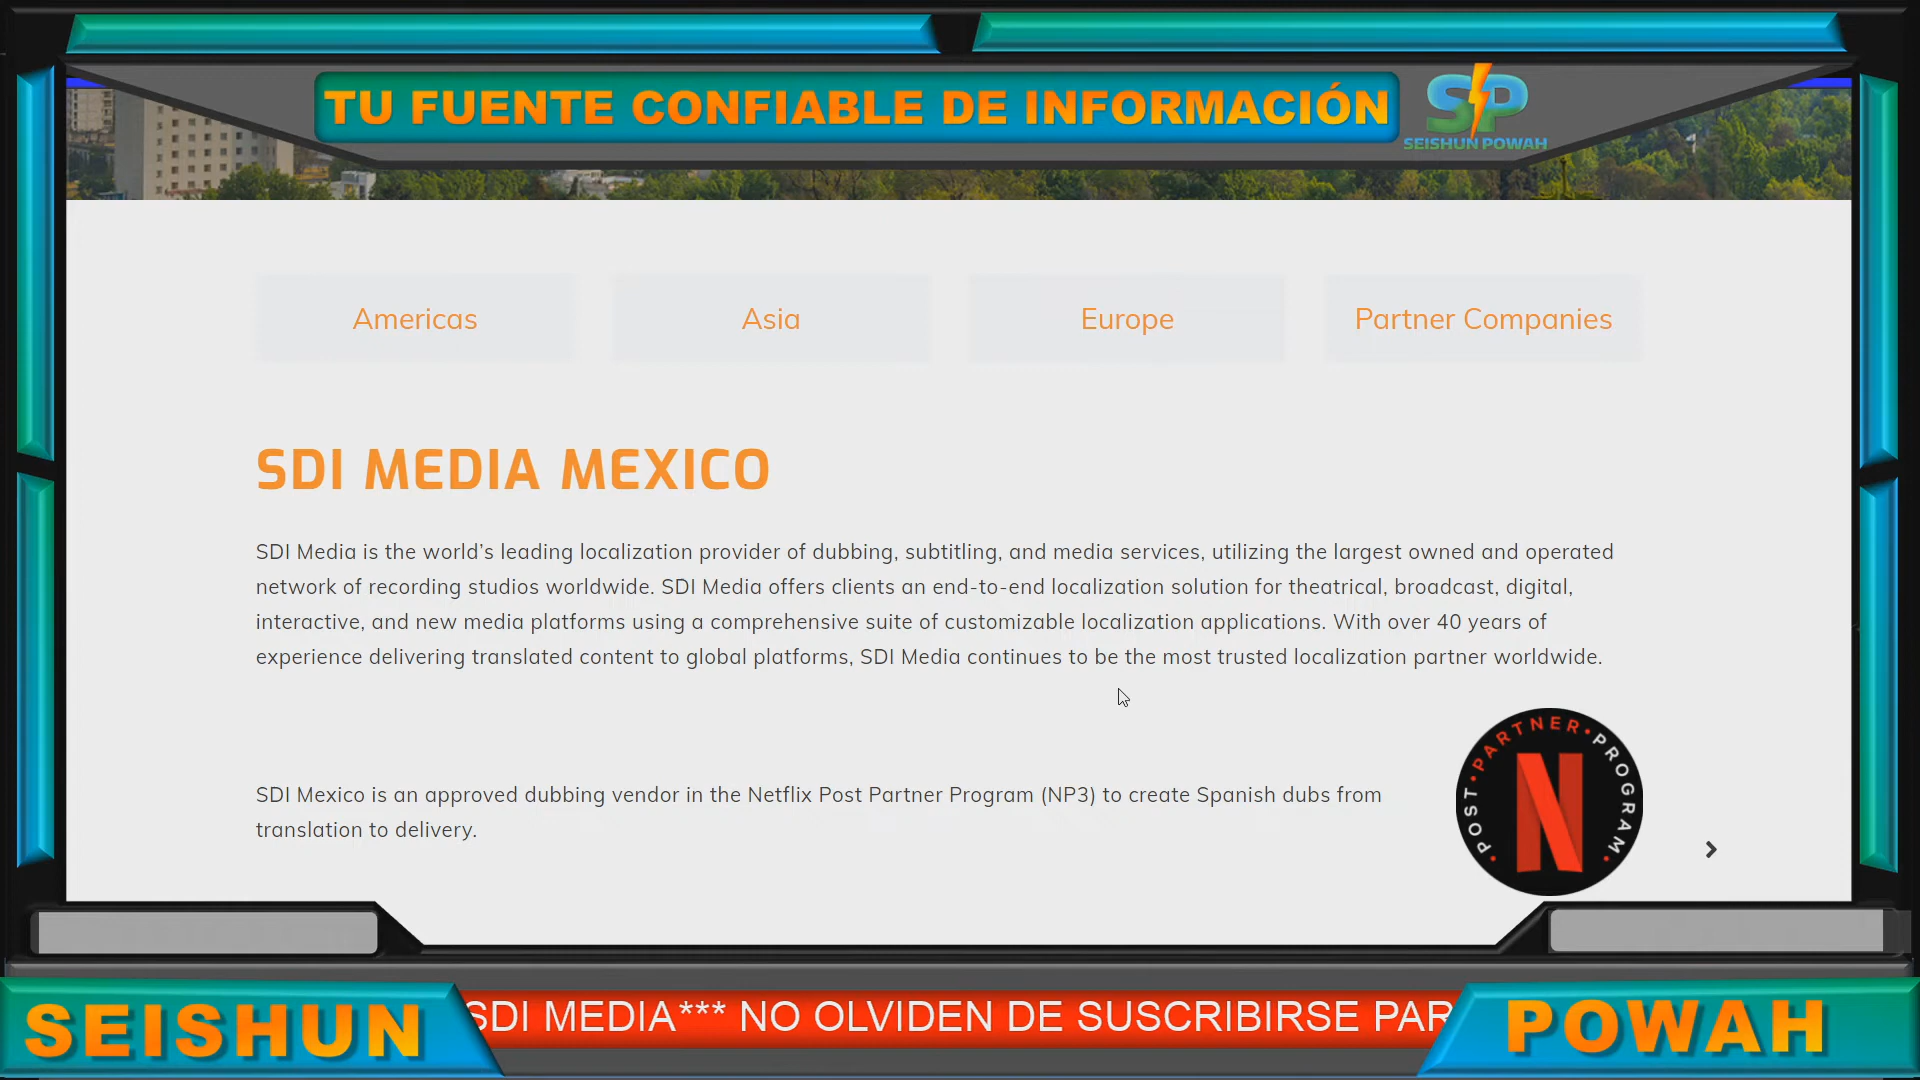 TU FUENTE CONFIABLE DE INFORMACIÓN
SP
SEISHUN POWAH
Americas
Asia
Europe
Partner Companies
SDI MEDIA MEXICO
SDI Media is the world’s leading localization provider of dubbing, subtitling, and media services, utilizing the largest owned and operated
network of recording studios worldwide. SDI Media offers clients an end-to-end localization solution for theatrical, broadcast, digital,
interactive, and new media platforms using a comprehensive suite of customizable localization applications. With over 40 years of
experience delivering translated content to global platforms, SDI Media continues to be the most trusted localization partner worldwide.
SDI Mexico is an approved dubbing vendor in the Netflix Post Partner Program (NP3) to create Spanish dubs from
translation to delivery.
• POST • PARTNER • PROGRAM •
N
SEISHUN
SDI MEDIA*** NO OLVIDEN DE SUSCRIBIRSE PAR
POWAH